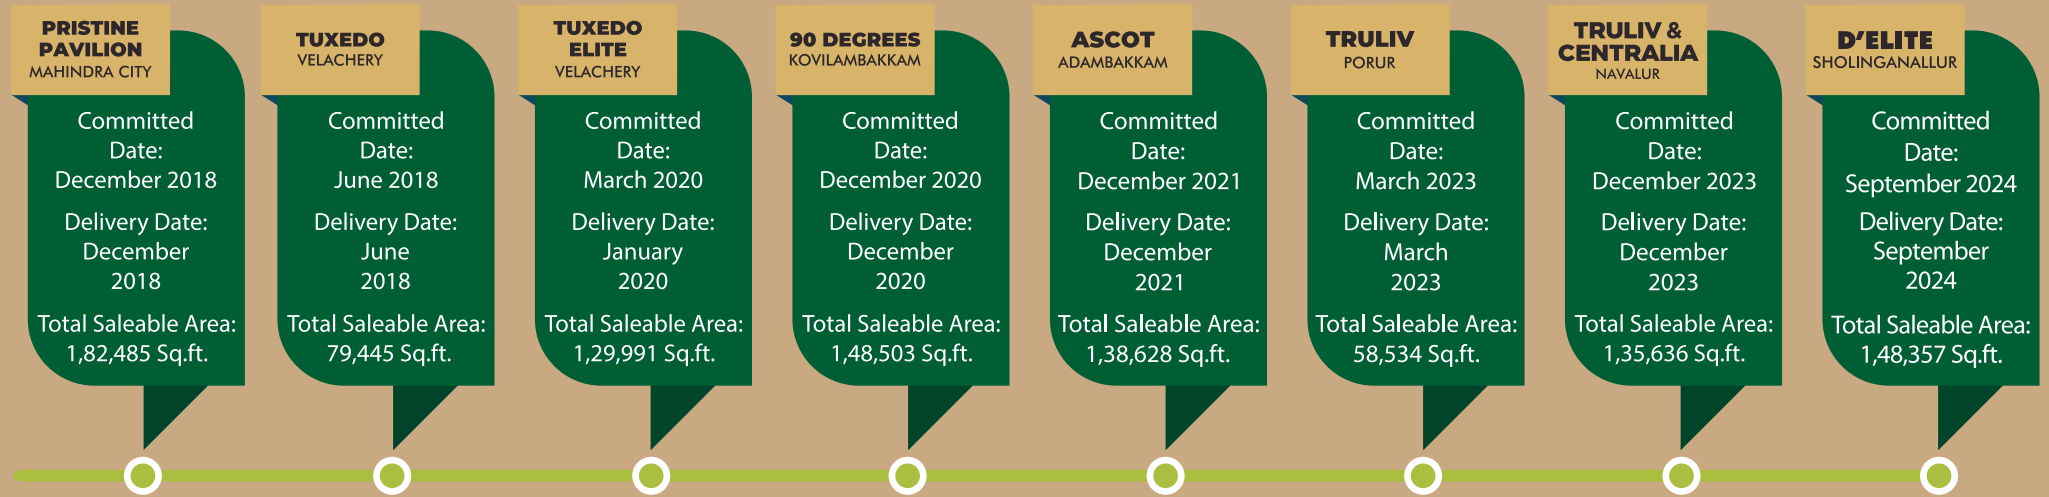 PRISTINE
PAVILION
MAHINDRA CITY
Committed
Date:
December 2018
Delivery Date:
December
2018
Total Saleable Area:
1,82,485 Sq.ft.
TUXEDO
VELACHERY
Committed
Date:
June 2018
Delivery Date:
June
2018
Total Saleable Area:
79,445 Sq.ft.
TUXEDO
ELITE
VELACHERY
Committed
Date:
March 2020
Delivery Date:
January
2020
Total Saleable Area:
1,29,991 Sq.ft.
90 DEGREES
KOVILAMBAKKAM
Committed
Date:
December 2020
Delivery Date:
December
2020
Total Saleable Area:
1,48,503 Sq.ft.
ASCOT
ADAMBAKKAM
Committed
Date:
December 2021
Delivery Date:
December
2021
Total Saleable Area:
1,38,628 Sq.ft.
TRULIV
PORUR
Committed
Date:
March 2023
Delivery Date:
March
2023
Total Saleable Area:
58,534 Sq.ft.
TRULIV &
CENTRALIA
NAVALUR
Committed
Date:
December 2023
Delivery Date:
December
2023
Total Saleable Area:
1,35,636 Sq.ft.
D'ELITE
SHOLINGANALLUR
Committed
Date:
September 2024
Delivery Date:
September
2024
Total Saleable Area:
1,48,357 Sq.ft.